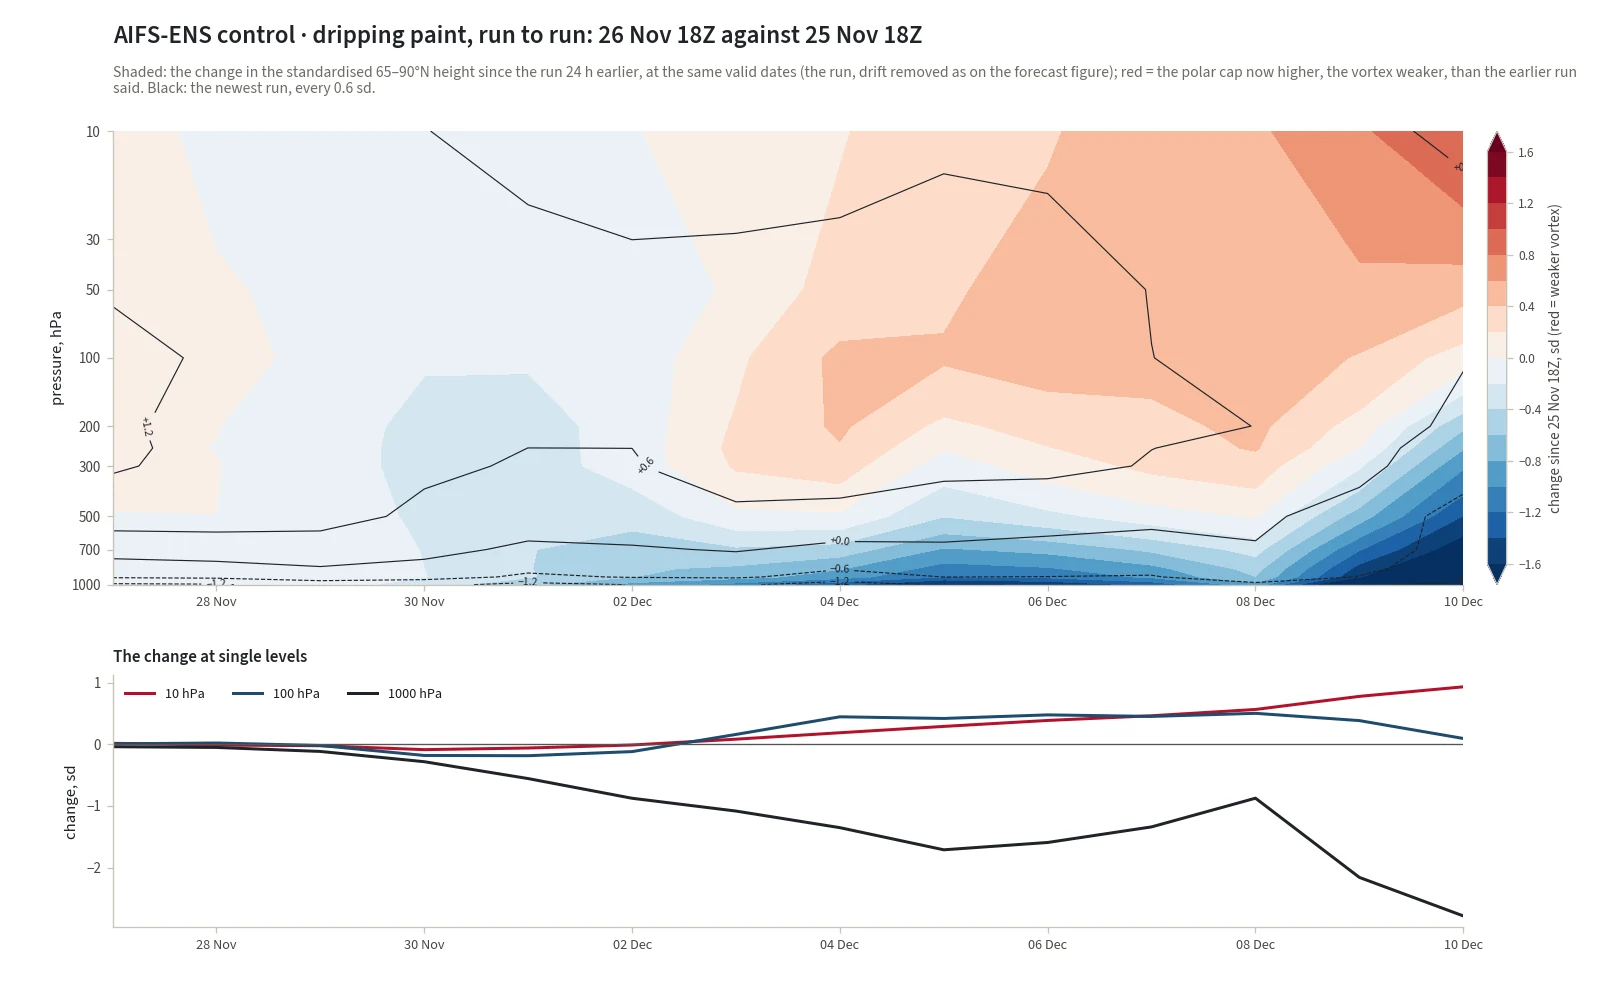 AIFS-ENS control · dripping paint, run to run: 26 Nov 18Z against 25 Nov 18Z
Shaded: the change in the standardised 65–90°N height since the run 24 h earlier, at the same valid dates (the run, drift removed as on the forecast figure); red = the polar cap now higher, the vortex weaker, than the earlier run
said. Black: the newest run, every 0.6 sd.
pressure, hPa
10
30
50
100
200
300
500
700
1000
+1.2
+0.6
+0.0
−0.6
−1.2
−1.2
−1.2
+0
28 Nov
30 Nov
02 Dec
04 Dec
06 Dec
08 Dec
10 Dec
1.6
1.2
0.8
0.4
0.0
−0.4
−0.8
−1.2
−1.6
change since 25 Nov 18Z, sd (red = weaker vortex)
The change at single levels
10 hPa
100 hPa
1000 hPa
change, sd
1
0
−1
−2
28 Nov
30 Nov
02 Dec
04 Dec
06 Dec
08 Dec
10 Dec